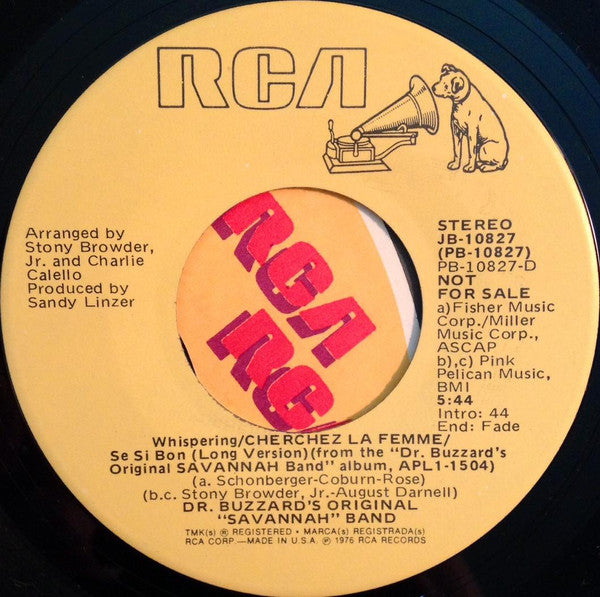 RCA
Arranged by
Stony Browder,
Jr. and Charlie
Calello
Produced by
Sandy Linzer
STEREO
JB-10827
(PB-10827)
PB-10827-D
NOT
FOR SALE
a)Fisher Music
Corp./Miller
Music Corp.,
ASCAP
b),c) Pink
Pelican Music,
BMI
5:44
Intro: 44
End: Fade
RCA
RC
Whispering/CHERCHEZ LA FEMME/
Se Si Bon (Long Version)(from the "Dr. Buzzard's
Original SAVANNAH Band" album, APL1-1504)
(a. Schonberger-Coburn-Rose)
(b.c. Stony Browder, Jr.-August Darnell)
DR. BUZZARD'S ORIGINAL
"SAVANNAH" BAND
TMK(s) ® REGISTERED • MARCA(s) REGISTRADA(s)
RCA CORP.—MADE IN U.S.A. ℗ 1976 RCA RECORDS